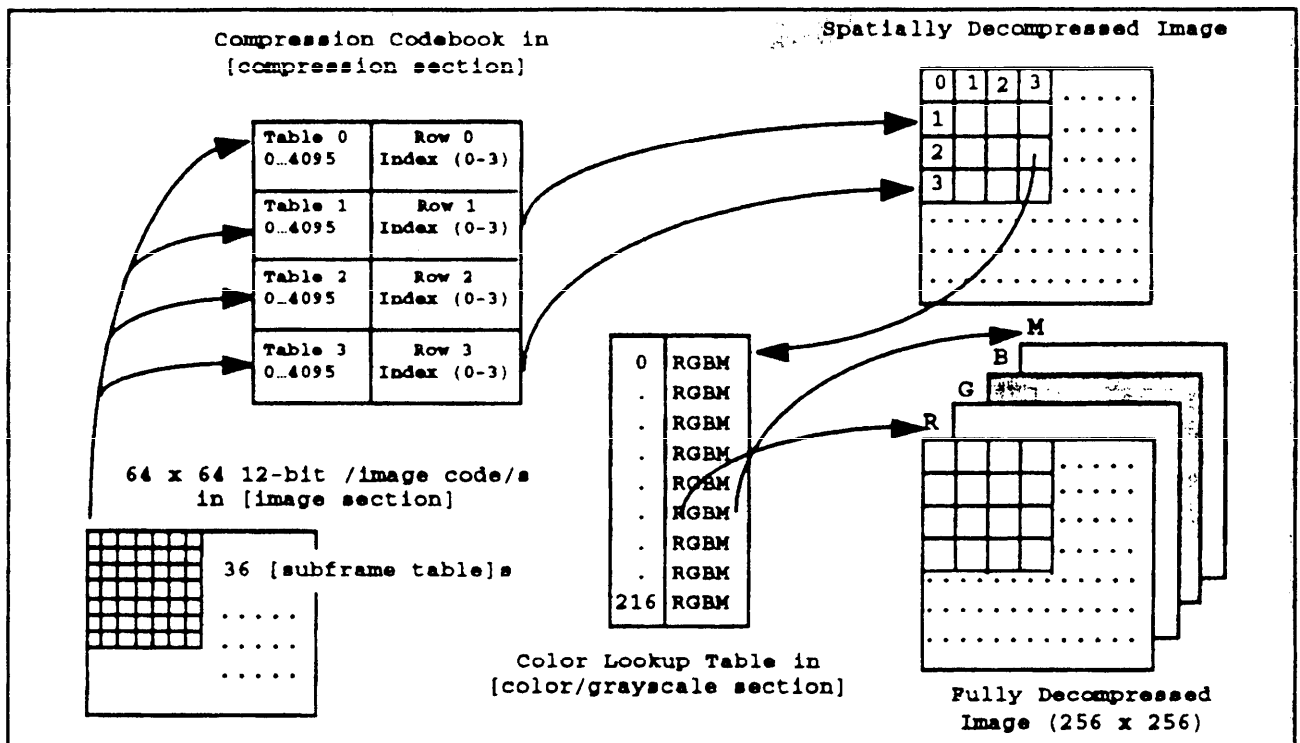 Compression Codebook in
[compression section]
Spatially Decompressed Image
Table 0
0…4095
Row 0
Index (0-3)
Table 1
0…4095
Row 1
Index (0-3)
Table 2
0…4095
Row 2
Index (0-3)
Table 3
0…4095
Row 3
Index (0-3)
0 1 2 3 . . . . .
1 . . . . .
2 . . . . .
3 . . . . .
. . . . . . . . . . . . .
. . . . . . . . . . . . .
. . . . . . . . . . . . .
64 x 64 12-bit /image code/s
in [image section]
36 [subframe table]s
. . . . .
. . . . .
. . . . .
0 RGBM
. RGBM
. RGBM
. RGBM
. RGBM
. RGBM
. RGBM
. RGBM
216 RGBM
Color Lookup Table in
[color/grayscale section]
M
B
G
R
. . . . .
. . . . .
. . . . .
. . . . .
. . . . . . . . . . . . .
. . . . . . . . . . . . .
. . . . . . . . . . . . .
Fully Decompressed
Image (256 x 256)